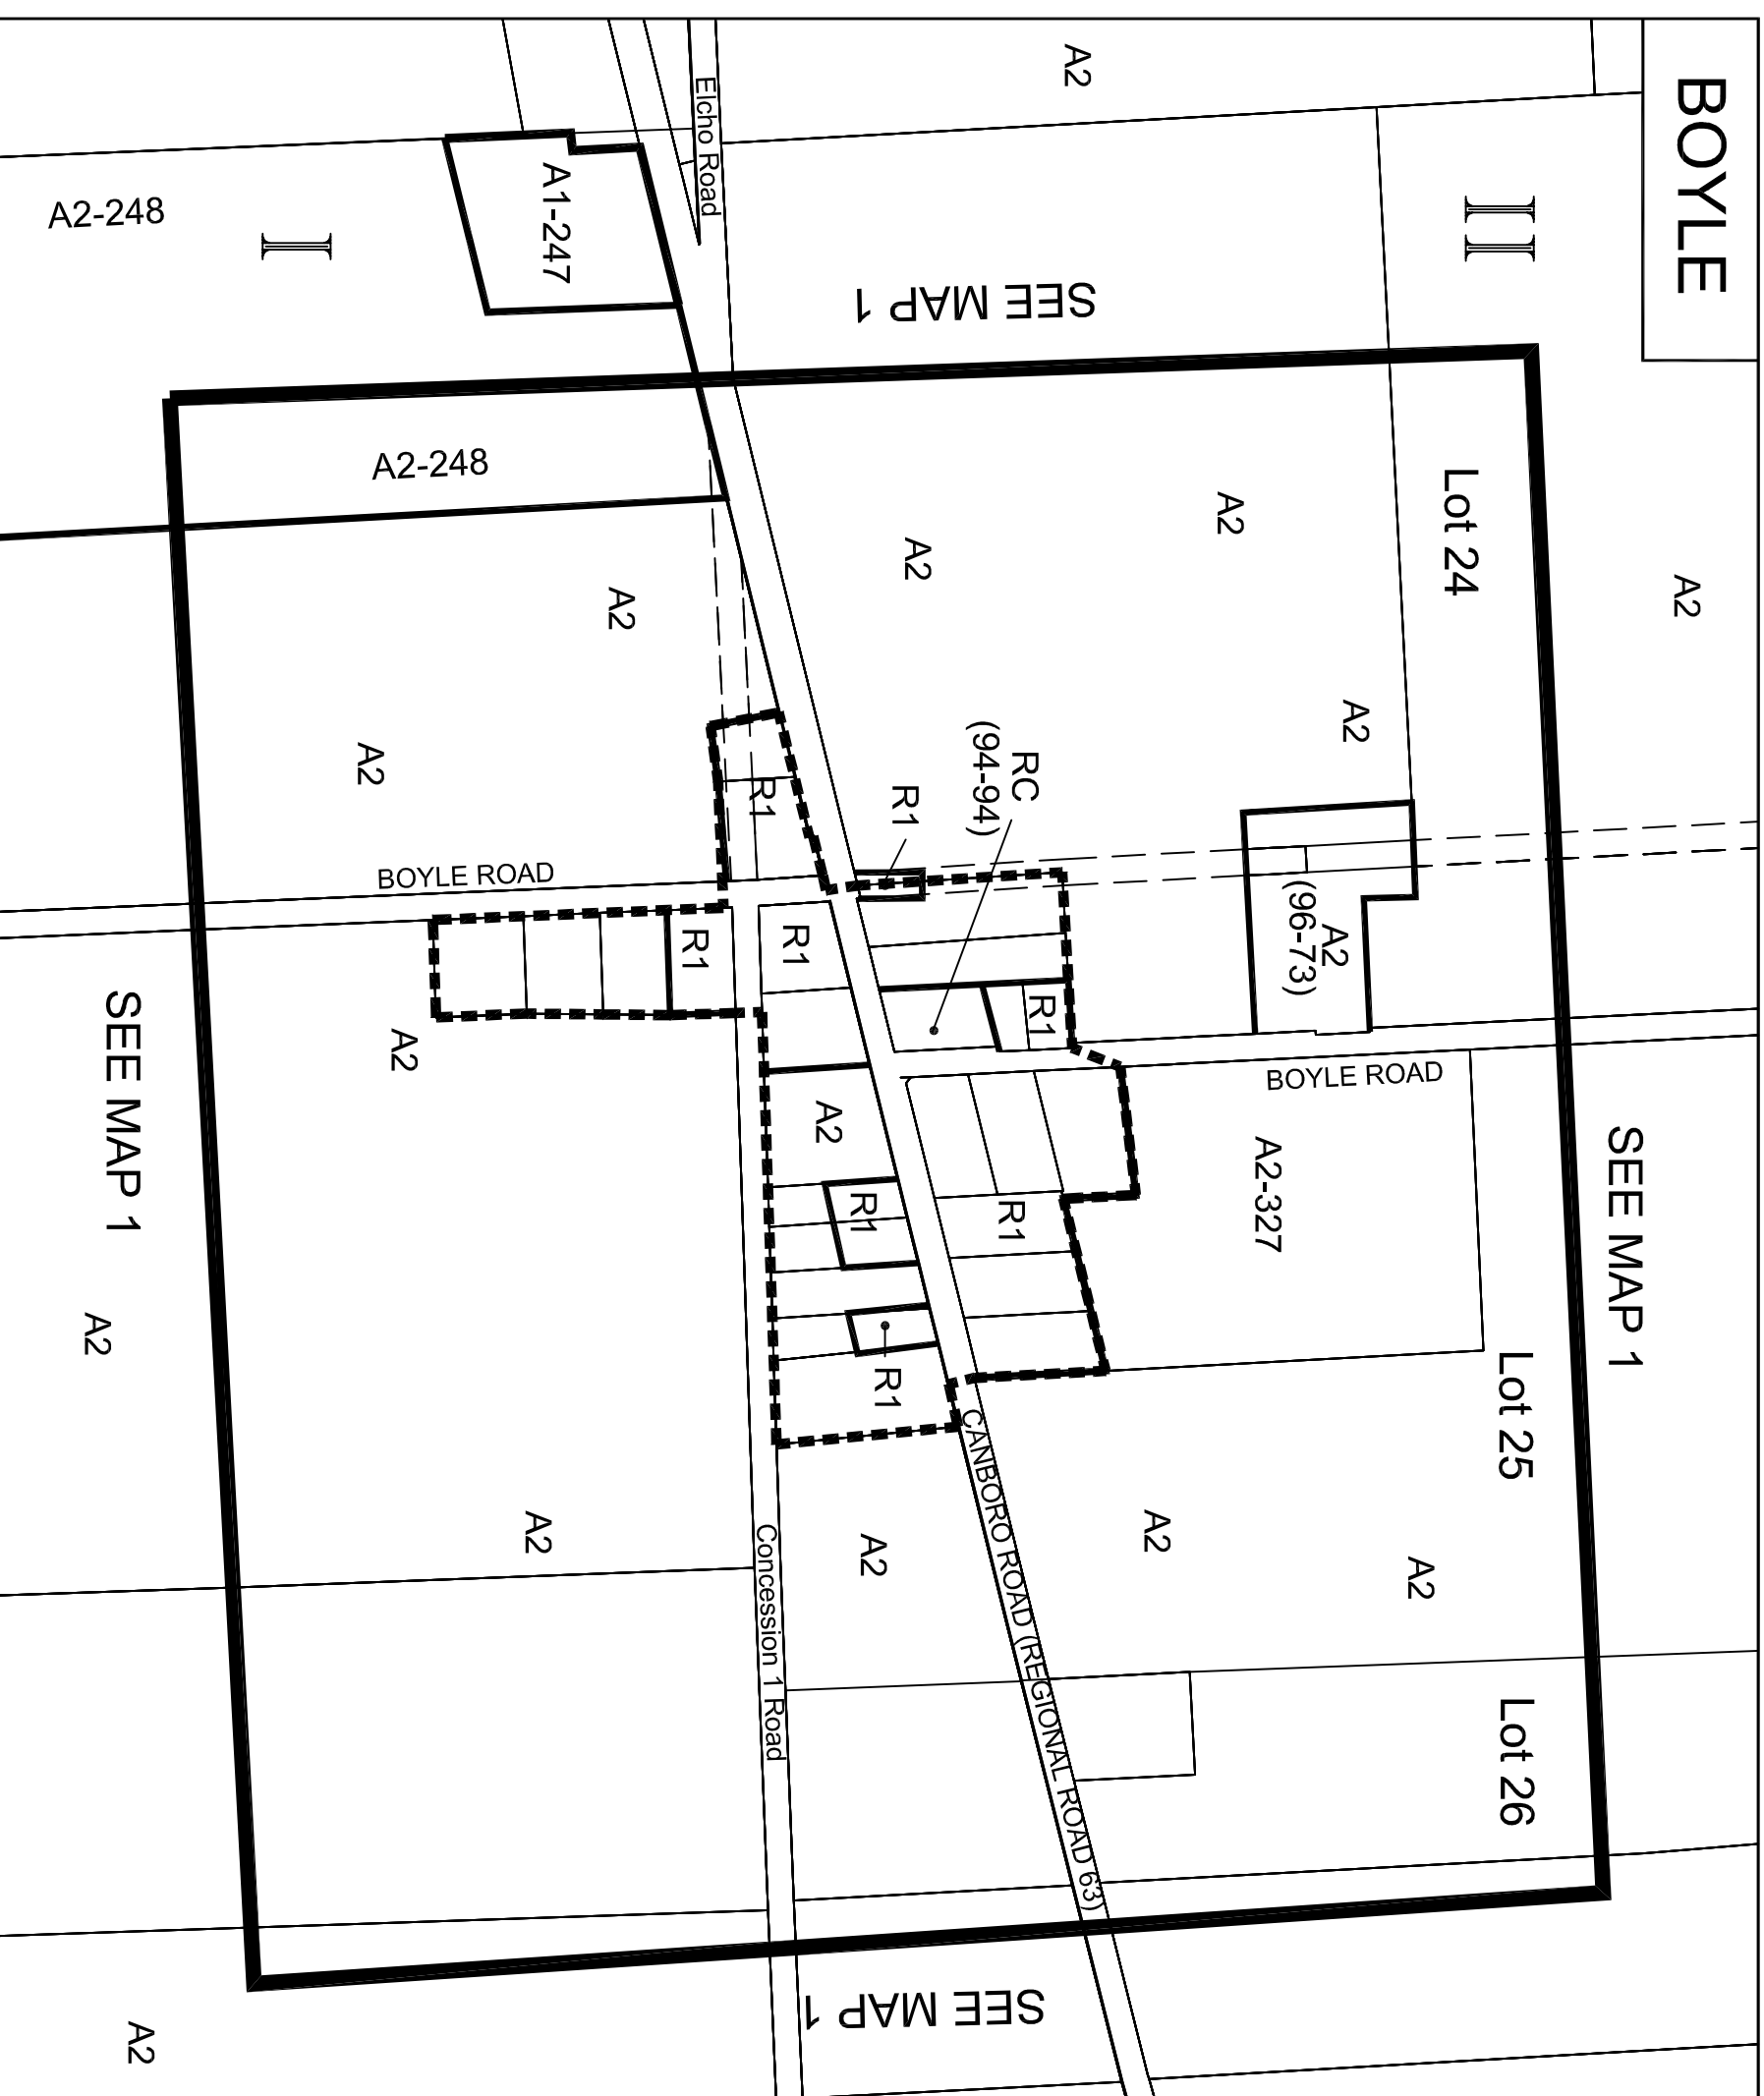 BOYLE
II
A2
A2
SEE MAP 1
SEE MAP 1
Lot 24
Lot 25
Lot 26
A2
A2
A2
A2
(96-73)
BOYLE ROAD
A2-327
A2
A2
RC
(94-94)
R1
R1
R1
Elcho Road
A1-247
A2-248
I
A2-248
A2
A2
R1
BOYLE ROAD
R1
R1
A2
R1
R1
CANBORO ROAD (REGIONAL ROAD 63)
A2
Concession 1 Road
A2
A2
SEE MAP 1
A2
SEE MAP 1
A2